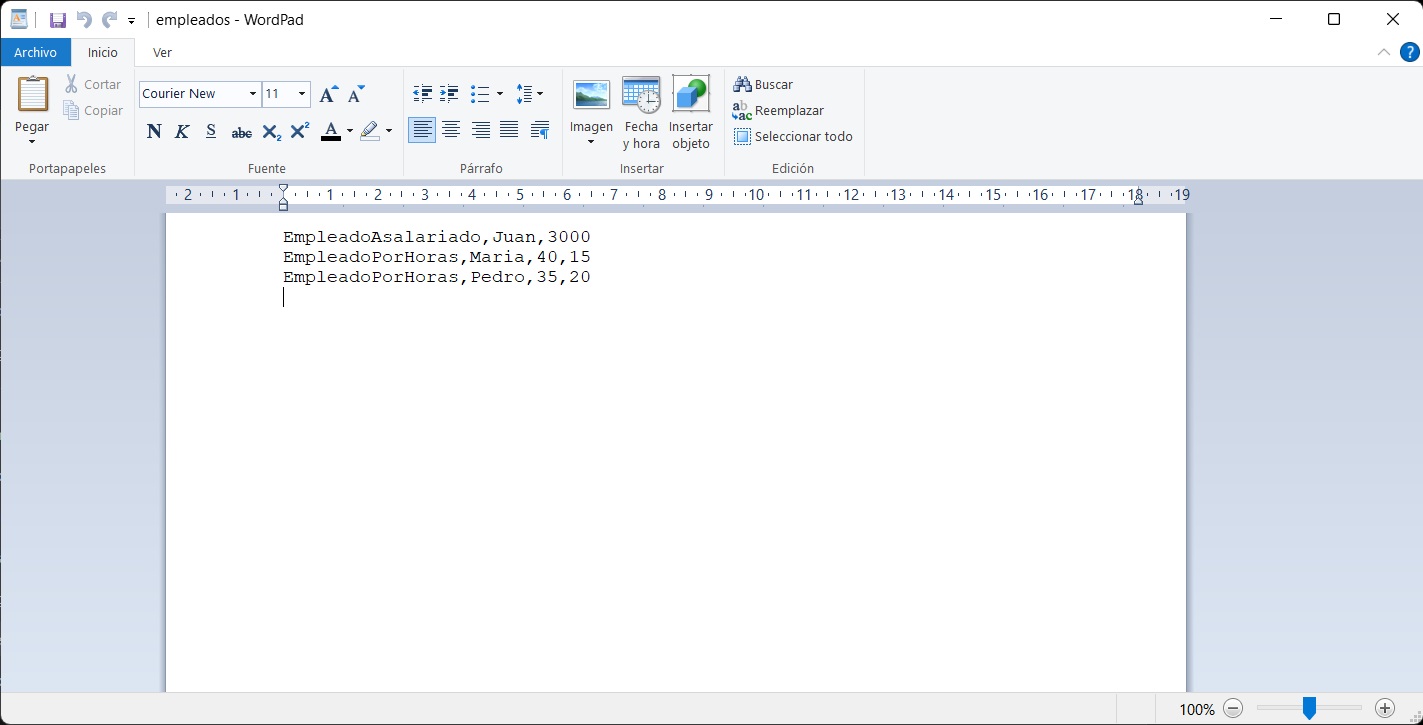 empleados - WordPad
Archivo Inicio Ver
Pegar
Cortar
Copiar
Portapapeles
Courier New 11
N K S abc X₂ X² A
Fuente
Párrafo
Imagen
Fecha y hora
Insertar objeto
Insertar
Buscar
Reemplazar
Seleccionar todo
Edición
2 1 1 2 3 4 5 6 7 8 9 10 11 12 13 14 15 16 17 18 19
EmpleadoAsalariado,Juan,3000
EmpleadoPorHoras,Maria,40,15
EmpleadoPorHoras,Pedro,35,20
100%